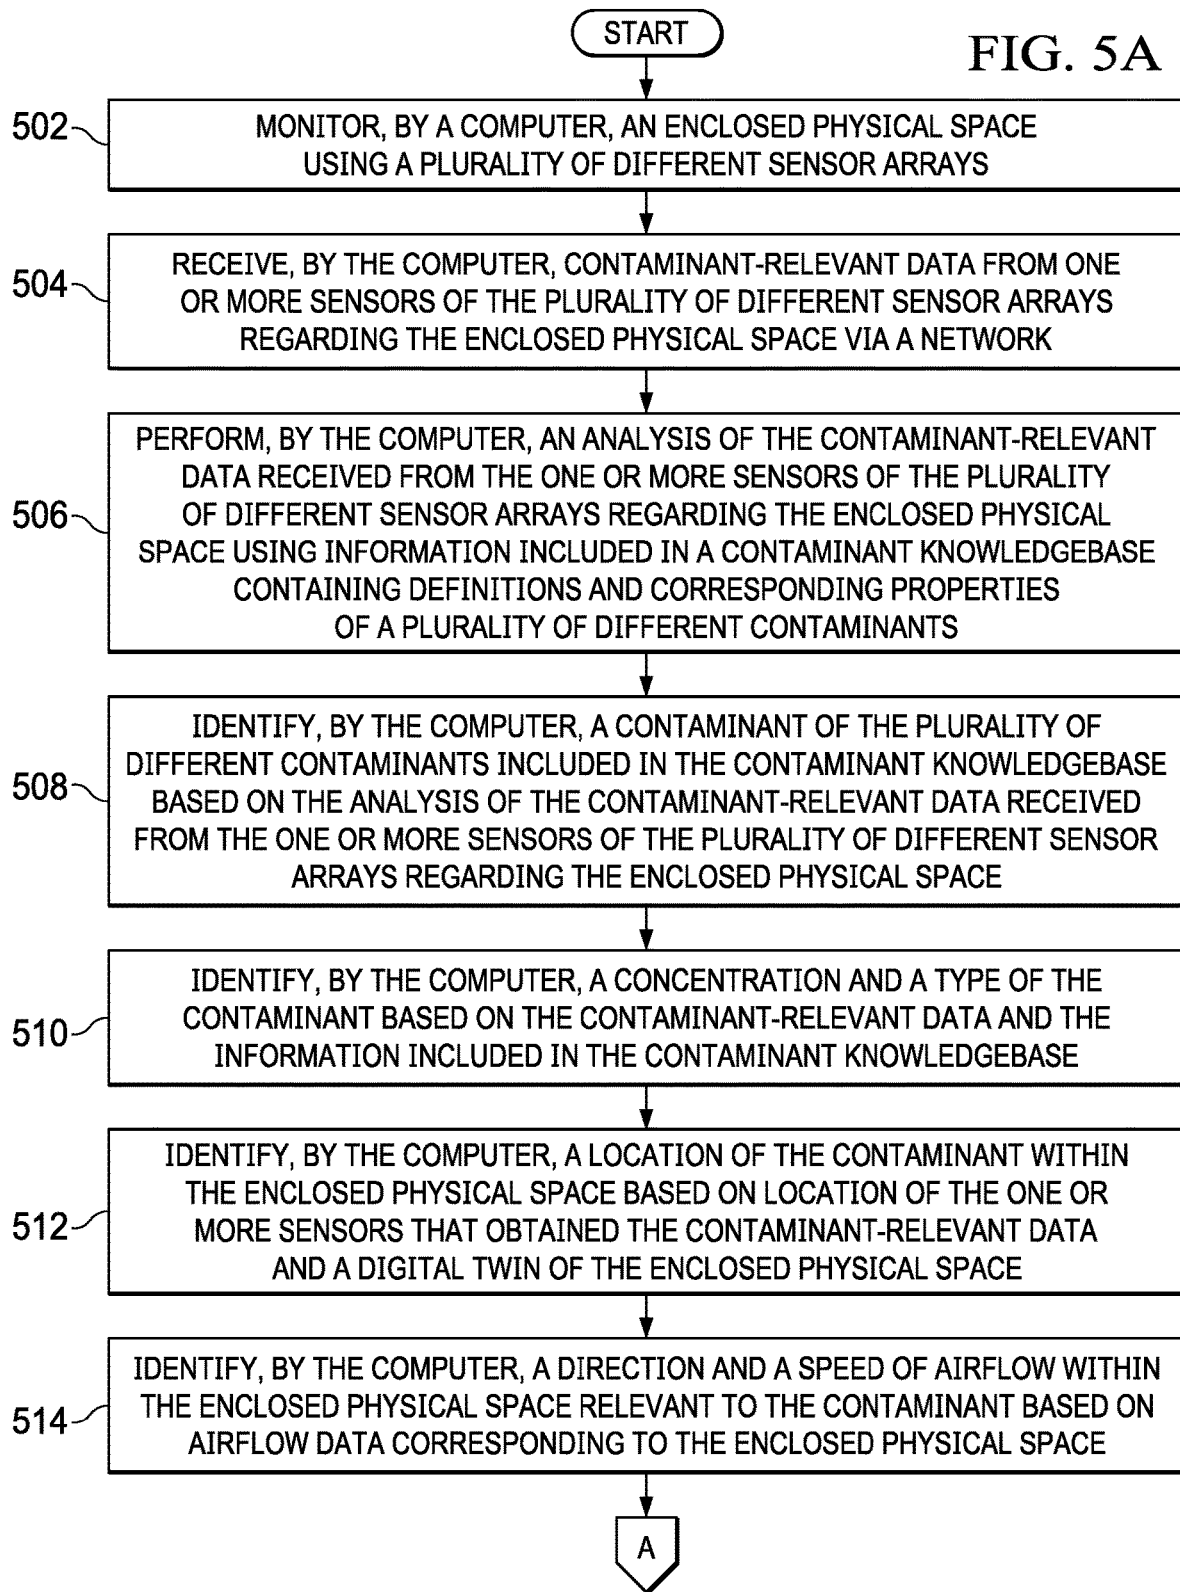 START
FIG. 5A
502
MONITOR, BY A COMPUTER, AN ENCLOSED PHYSICAL SPACE
USING A PLURALITY OF DIFFERENT SENSOR ARRAYS
504
RECEIVE, BY THE COMPUTER, CONTAMINANT-RELEVANT DATA FROM ONE
OR MORE SENSORS OF THE PLURALITY OF DIFFERENT SENSOR ARRAYS
REGARDING THE ENCLOSED PHYSICAL SPACE VIA A NETWORK
506
PERFORM, BY THE COMPUTER, AN ANALYSIS OF THE CONTAMINANT-RELEVANT
DATA RECEIVED FROM THE ONE OR MORE SENSORS OF THE PLURALITY
OF DIFFERENT SENSOR ARRAYS REGARDING THE ENCLOSED PHYSICAL
SPACE USING INFORMATION INCLUDED IN A CONTAMINANT KNOWLEDGEBASE
CONTAINING DEFINITIONS AND CORRESPONDING PROPERTIES
OF A PLURALITY OF DIFFERENT CONTAMINANTS
508
IDENTIFY, BY THE COMPUTER, A CONTAMINANT OF THE PLURALITY OF
DIFFERENT CONTAMINANTS INCLUDED IN THE CONTAMINANT KNOWLEDGEBASE
BASED ON THE ANALYSIS OF THE CONTAMINANT-RELEVANT DATA RECEIVED
FROM THE ONE OR MORE SENSORS OF THE PLURALITY OF DIFFERENT SENSOR
ARRAYS REGARDING THE ENCLOSED PHYSICAL SPACE
510
IDENTIFY, BY THE COMPUTER, A CONCENTRATION AND A TYPE OF THE
CONTAMINANT BASED ON THE CONTAMINANT-RELEVANT DATA AND THE
INFORMATION INCLUDED IN THE CONTAMINANT KNOWLEDGEBASE
512
IDENTIFY, BY THE COMPUTER, A LOCATION OF THE CONTAMINANT WITHIN
THE ENCLOSED PHYSICAL SPACE BASED ON LOCATION OF THE ONE OR
MORE SENSORS THAT OBTAINED THE CONTAMINANT-RELEVANT DATA
AND A DIGITAL TWIN OF THE ENCLOSED PHYSICAL SPACE
514
IDENTIFY, BY THE COMPUTER, A DIRECTION AND A SPEED OF AIRFLOW WITHIN
THE ENCLOSED PHYSICAL SPACE RELEVANT TO THE CONTAMINANT BASED ON
AIRFLOW DATA CORRESPONDING TO THE ENCLOSED PHYSICAL SPACE
A